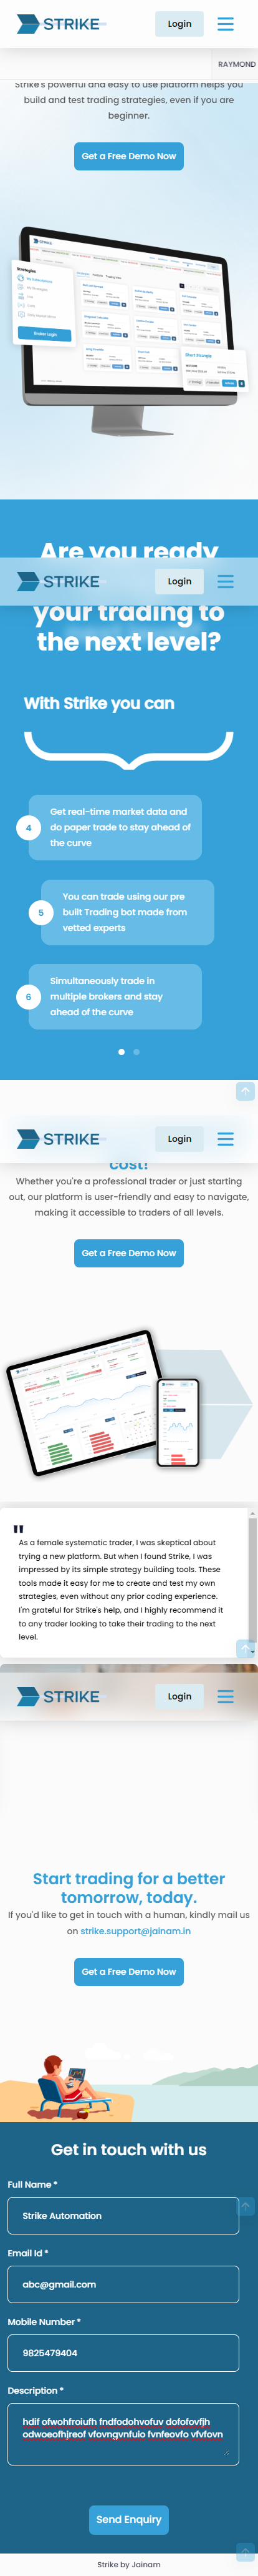 STRIKE
Login
RAYMOND
Strike's powerful and easy to use platform helps you
build and test trading strategies, even if you are
beginner.
Get a Free Demo Now
Strategies
Broker Login
Short Strangle
Are you ready
STRIKE
Login
your trading to
the next level?
With Strike you can
4
Get real-time market data and
do paper trade to stay ahead of
the curve
5
You can trade using our pre
built Trading bot made from
vetted experts
6
Simultaneously trade in
multiple brokers and stay
ahead of the curve
STRIKE
Login
cost!
Whether you're a professional trader or just starting
out, our platform is user-friendly and easy to navigate,
making it accessible to traders of all levels.
Get a Free Demo Now
"
As a female systematic trader, I was skeptical about
trying a new platform. But when I found Strike, I was
impressed by its simple strategy building tools. These
tools made it easy for me to create and test my own
strategies, even without any prior coding experience.
I'm grateful for Strike's help, and I highly recommend it
to any trader looking to take their trading to the next
level.
STRIKE
Login
Start trading for a better
tomorrow, today.
If you'd like to get in touch with a human, kindly mail us
on strike.support@jainam.in
Get a Free Demo Now
Get in touch with us
Full Name *
Strike Automation
Email Id *
abc@gmail.com
Mobile Number *
9825479404
Description *
hdif ofwohfroiufh fndfodohvofuv dofofovfjh
odwoeofhjreof vfovngvnfuio fvnfeovfo vfvfovn
Send Enquiry
Strike by Jainam